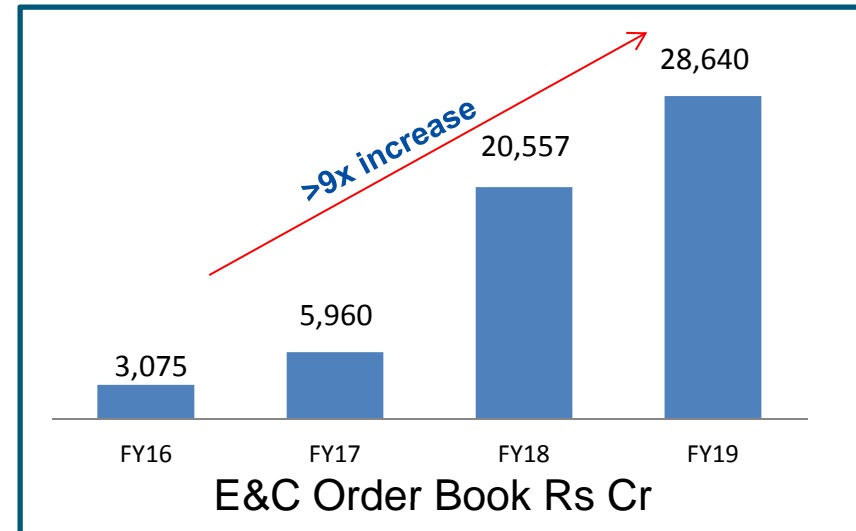 28,640
>9x increase
20,557
5,960
3,075
FY16 FY17 FY18 FY19
E&C Order Book Rs Cr